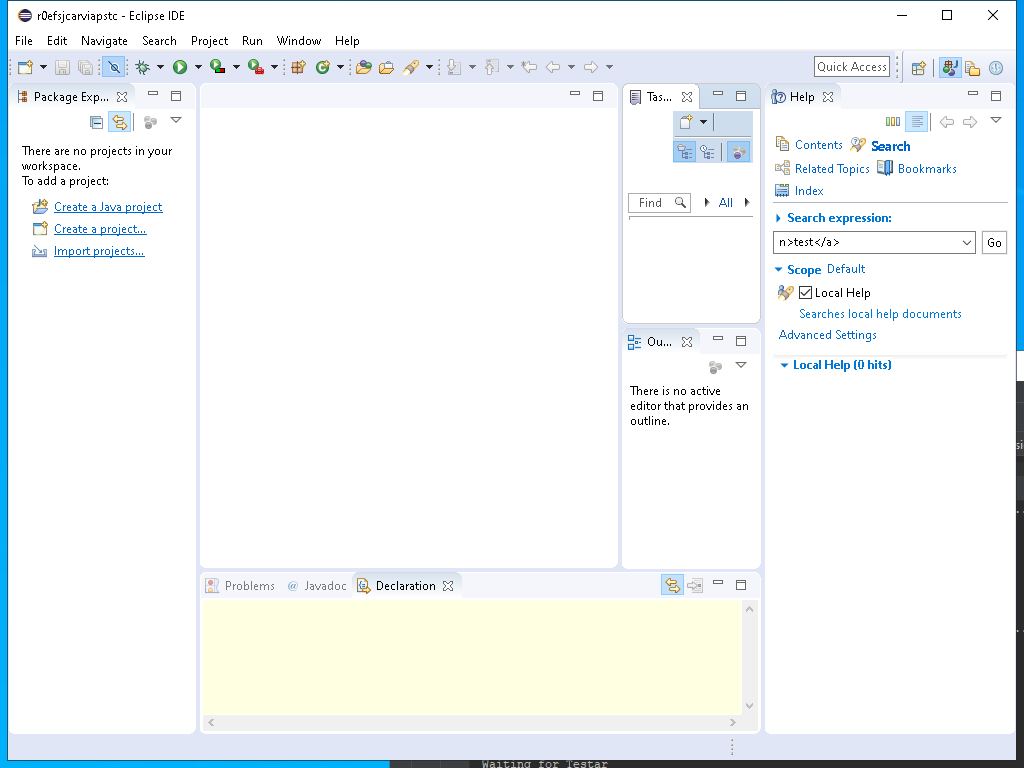 r0efsjcarviapstc - Eclipse IDE
File Edit Navigate Search Project Run Window Help
Quick Access
Package Exp...
There are no projects in your
workspace.
To add a project:
Create a Java project
Create a project...
Import projects...
Tas...
Find
All
Ou...
There is no active
editor that provides an
outline.
Help
Contents
Search
Related Topics
Bookmarks
Index
Search expression:
n>test</a>
Go
Scope Default
Local Help
Searches local help documents
Advanced Settings
Local Help (0 hits)
Problems
@ Javadoc
Declaration
Waiting for Testar